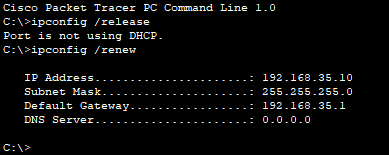 Cisco Packet Tracer PC Command Line 1.0
C:\>ipconfig /release
Port is not using DHCP.
C:\>ipconfig /renew
IP Address......................: 192.168.35.10
Subnet Mask.....................: 255.255.255.0
Default Gateway.................: 192.168.35.1
DNS Server......................: 0.0.0.0
C:\>